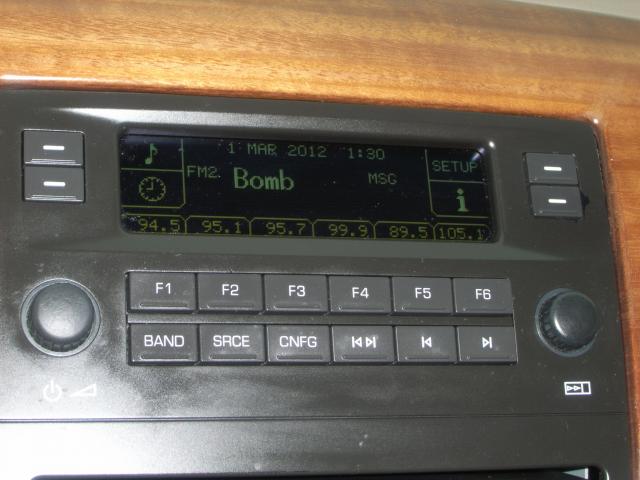 1 MAR 2012 1:30
SETUP
FM2 Bomb MSG
i
94.5 95.1 95.7 99.9 89.5 105.1
F1 F2 F3 F4 F5 F6
BAND SRCE CNFG